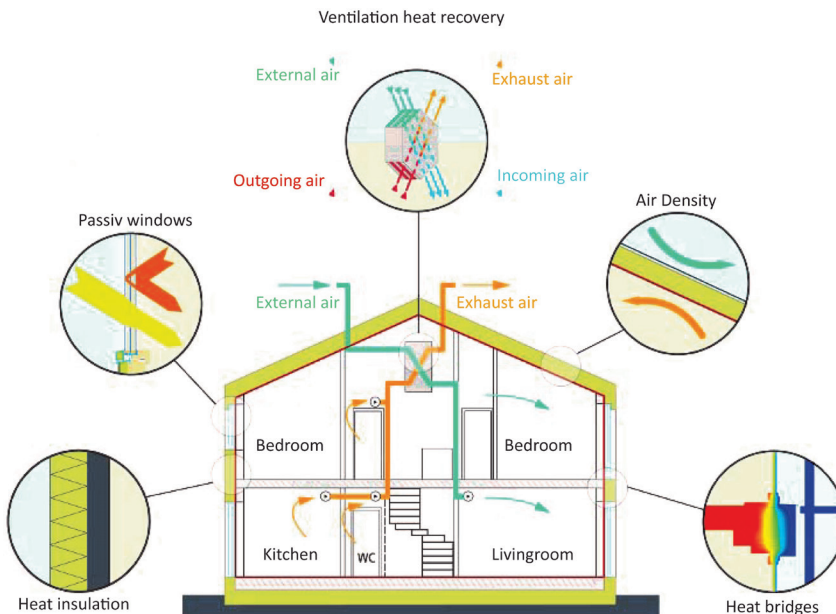 Ventilation heat recovery
External air
Exhaust air
Outgoing air
Incoming air
Passiv windows
Air Density
External air
Exhaust air
Bedroom
Bedroom
Kitchen
WC
Livingroom
Heat insulation
Heat bridges